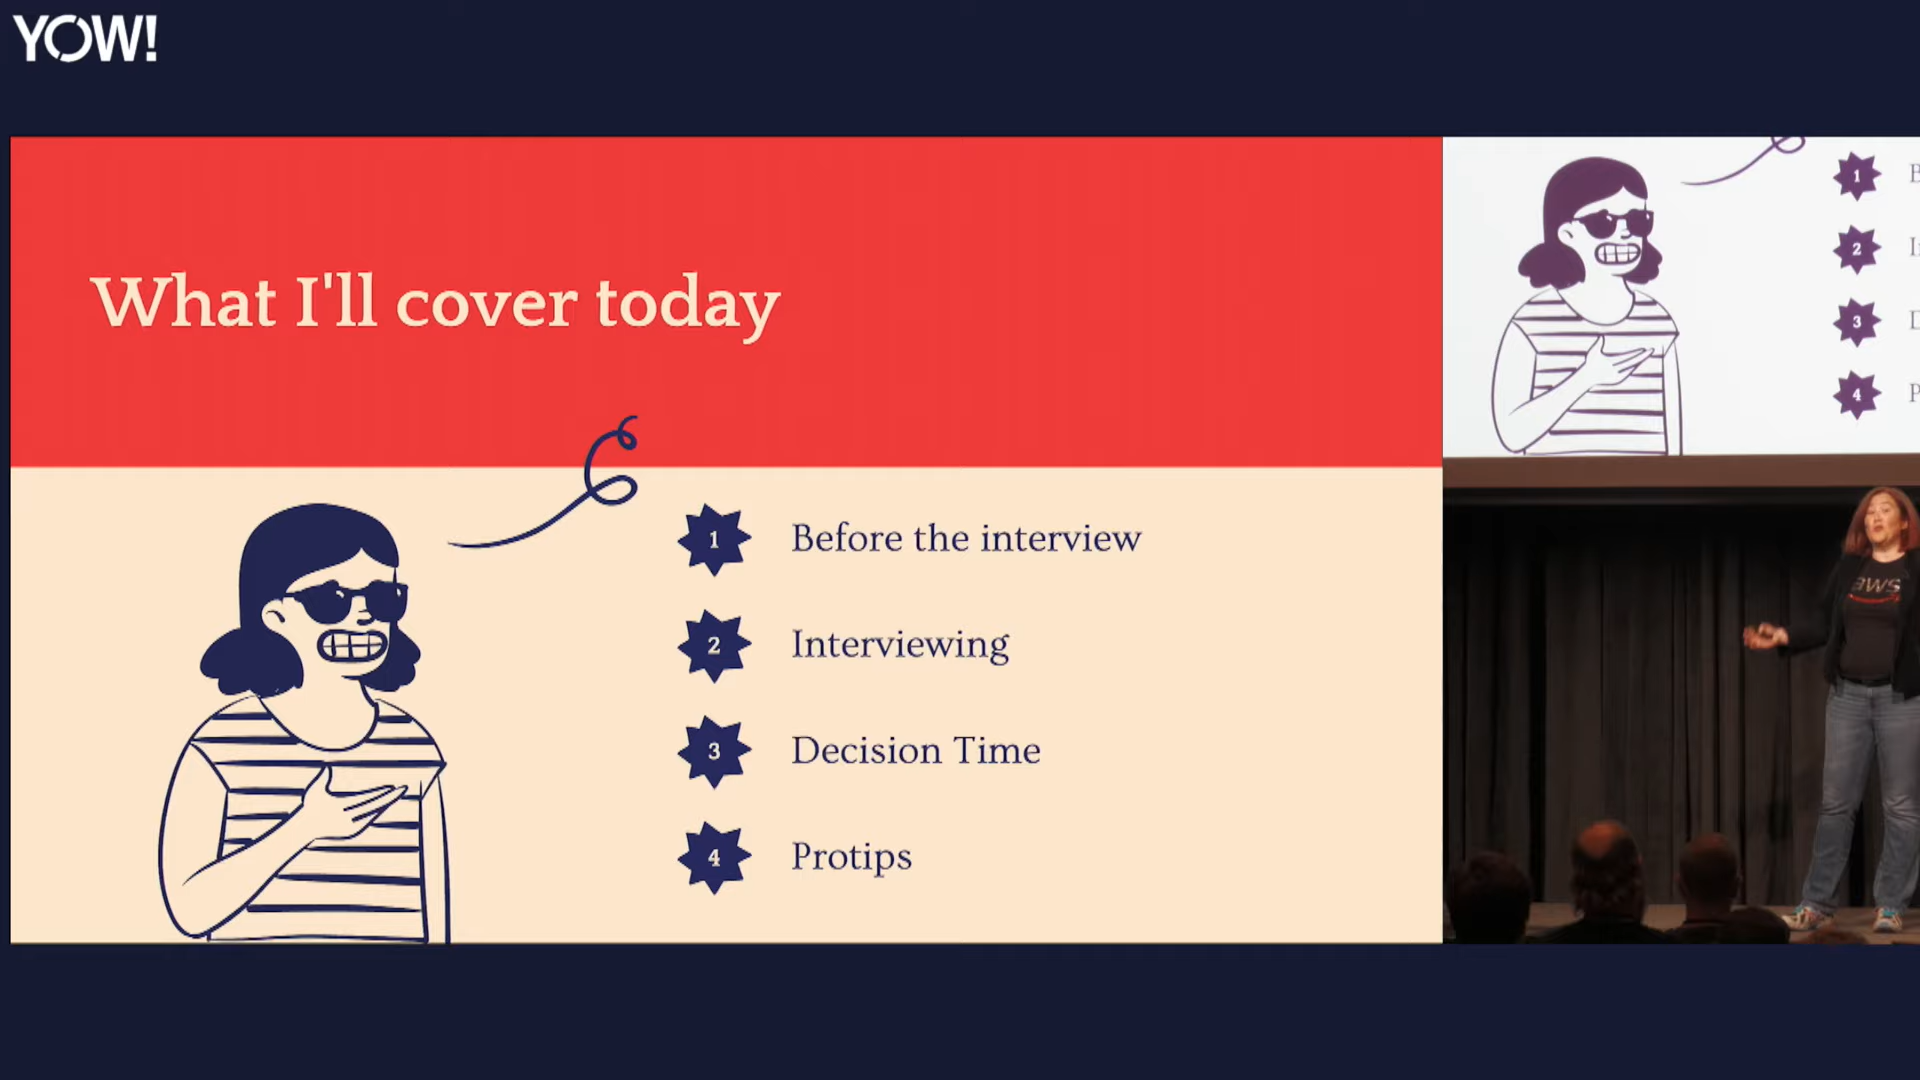 YOW!
What I'll cover today
1 Before the interview
2 Interviewing
3 Decision Time
4 Protips
1 B
2 I
3 D
4 P
aws